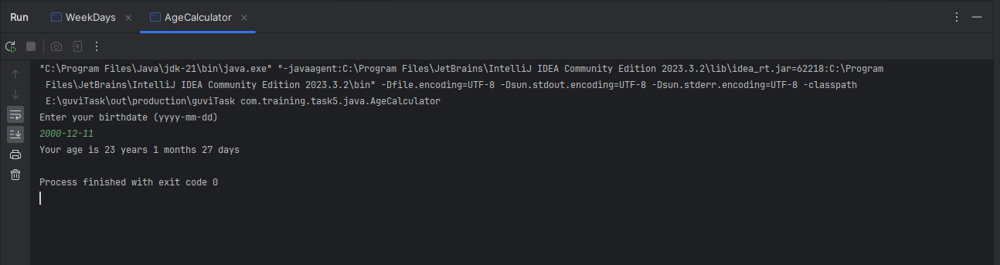 Run WeekDays AgeCalculator
"C:\Program Files\Java\jdk-21\bin\java.exe" "-javaagent:C:\Program Files\JetBrains\IntelliJ IDEA Community Edition 2023.3.2\lib\idea_rt.jar=62218:C:\Program
Files\JetBrains\IntelliJ IDEA Community Edition 2023.3.2\bin" -Dfile.encoding=UTF-8 -Dsun.stdout.encoding=UTF-8 -Dsun.stderr.encoding=UTF-8 -classpath
E:\guviTask\out\production\guviTask com.training.task5.java.AgeCalculator
Enter your birthdate (yyyy-mm-dd)
2000-12-11
Your age is 23 years 1 months 27 days
Process finished with exit code 0